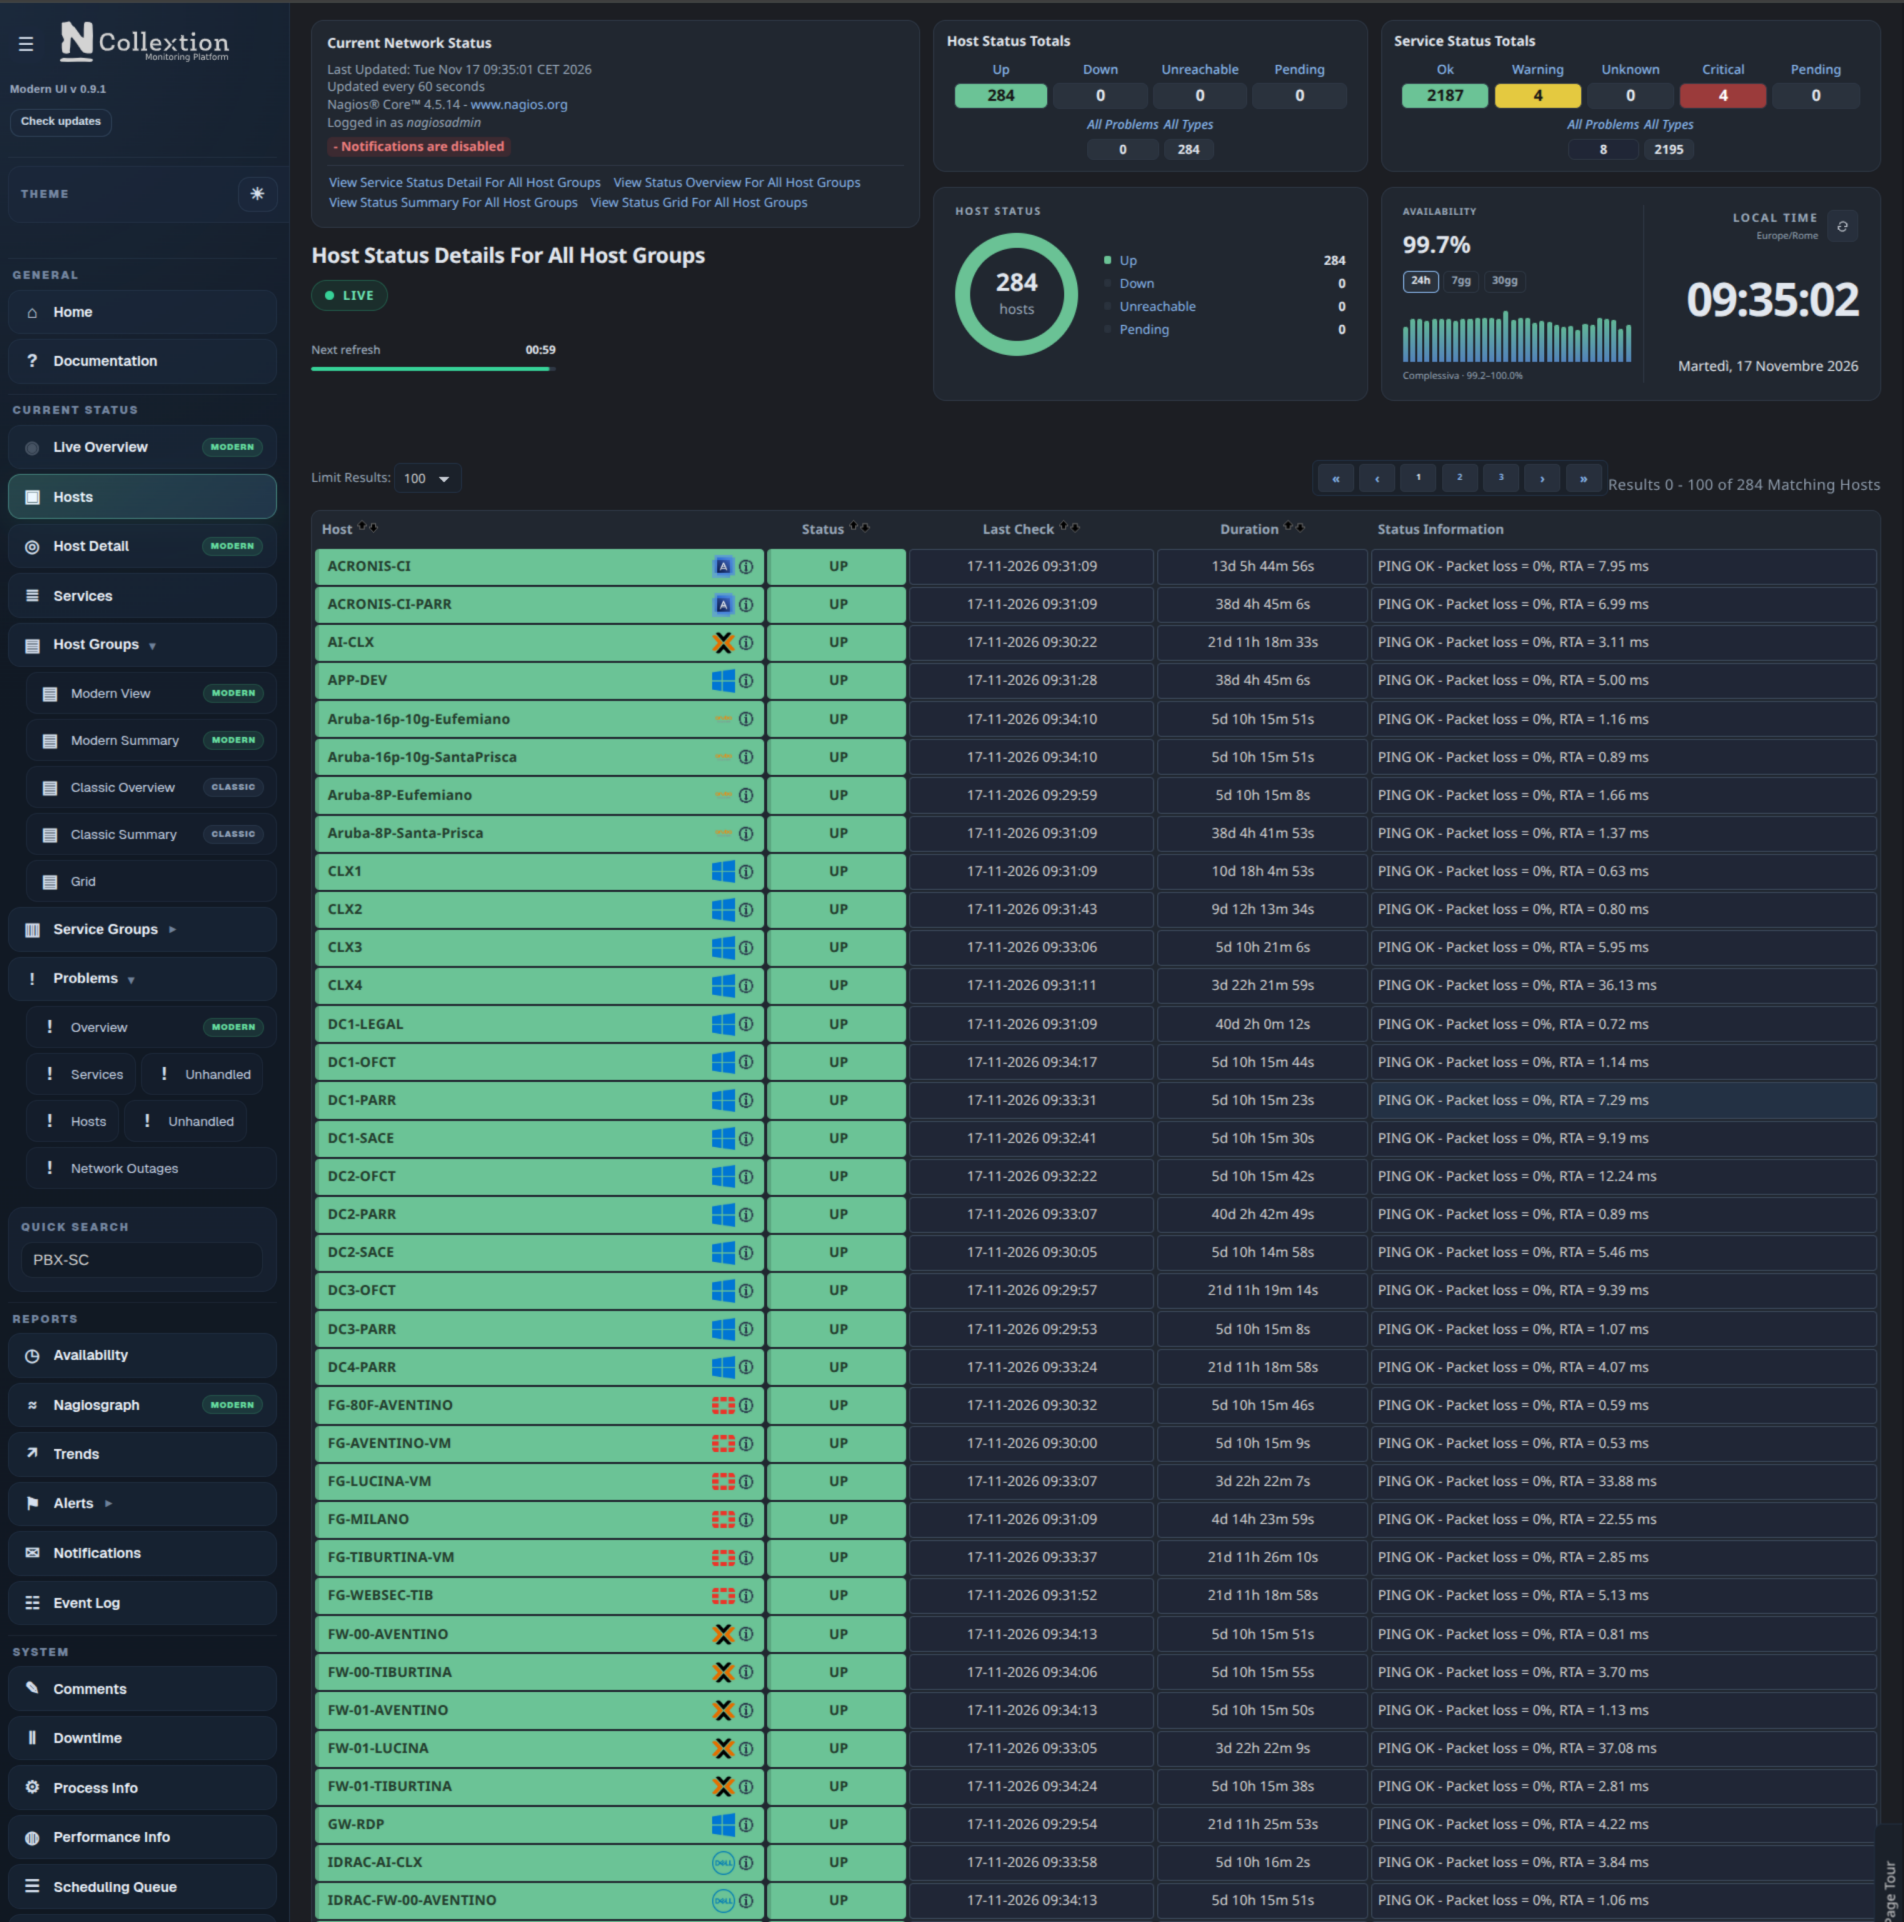 ☰ N Collextion
Monitoring Platform
Modern UI v 0.9.1
Check updates
THEME
GENERAL
Home
? Documentation
CURRENT STATUS
Live Overview MODERN
Hosts
Host Detail MODERN
Services
Host Groups
Modern View MODERN
Modern Summary MODERN
Classic Overview CLASSIC
Classic Summary CLASSIC
Grid
Service Groups
! Problems
! Overview MODERN
! Services ! Unhandled
! Hosts ! Unhandled
! Network Outages
QUICK SEARCH
PBX-SC
REPORTS
Availability
Nagiosgraph MODERN
Trends
Alerts
Notifications
Event Log
SYSTEM
Comments
Downtime
Process Info
Performance Info
Scheduling Queue
Current Network Status
Last Updated: Tue Nov 17 09:35:01 CET 2026
Updated every 60 seconds
Nagios® Core™ 4.5.14 - www.nagios.org
Logged in as nagiosadmin
- Notifications are disabled
View Service Status Detail For All Host Groups View Status Overview For All Host Groups
View Status Summary For All Host Groups View Status Grid For All Host Groups
Host Status Details For All Host Groups
LIVE
Next refresh 00:59
Host Status Totals
Up Down Unreachable Pending
284 0 0 0
All Problems All Types
0 284
Service Status Totals
Ok Warning Unknown Critical Pending
2187 4 0 4 0
All Problems All Types
8 2195
HOST STATUS
284
hosts
Up 284
Down 0
Unreachable 0
Pending 0
AVAILABILITY
99.7%
24h 7gg 30gg
Complessiva · 99.2–100.0%
LOCAL TIME
Europe/Rome
09:35:02
Martedì, 17 Novembre 2026
Limit Results: 100
« ‹ 1 2 3 › » Results 0 - 100 of 284 Matching Hosts
Host Status Last Check Duration Status Information
ACRONIS-CI A UP 17-11-2026 09:31:09 13d 5h 44m 56s PING OK - Packet loss = 0%, RTA = 7.95 ms
ACRONIS-CI-PARR A UP 17-11-2026 09:31:09 38d 4h 45m 6s PING OK - Packet loss = 0%, RTA = 6.99 ms
AI-CLX UP 17-11-2026 09:30:22 21d 11h 18m 33s PING OK - Packet loss = 0%, RTA = 3.11 ms
APP-DEV UP 17-11-2026 09:31:28 38d 4h 45m 6s PING OK - Packet loss = 0%, RTA = 5.00 ms
Aruba-16p-10g-Eufemiano UP 17-11-2026 09:34:10 5d 10h 15m 51s PING OK - Packet loss = 0%, RTA = 1.16 ms
Aruba-16p-10g-SantaPrisca UP 17-11-2026 09:34:10 5d 10h 15m 51s PING OK - Packet loss = 0%, RTA = 0.89 ms
Aruba-8P-Eufemiano UP 17-11-2026 09:29:59 5d 10h 15m 8s PING OK - Packet loss = 0%, RTA = 1.66 ms
Aruba-8P-Santa-Prisca UP 17-11-2026 09:31:09 38d 4h 41m 53s PING OK - Packet loss = 0%, RTA = 1.37 ms
CLX1 UP 17-11-2026 09:31:09 10d 18h 4m 53s PING OK - Packet loss = 0%, RTA = 0.63 ms
CLX2 UP 17-11-2026 09:31:43 9d 12h 13m 34s PING OK - Packet loss = 0%, RTA = 0.80 ms
CLX3 UP 17-11-2026 09:33:06 5d 10h 21m 6s PING OK - Packet loss = 0%, RTA = 5.95 ms
CLX4 UP 17-11-2026 09:31:11 3d 22h 21m 59s PING OK - Packet loss = 0%, RTA = 36.13 ms
DC1-LEGAL UP 17-11-2026 09:31:09 40d 2h 0m 12s PING OK - Packet loss = 0%, RTA = 0.72 ms
DC1-OFCT UP 17-11-2026 09:34:17 5d 10h 15m 44s PING OK - Packet loss = 0%, RTA = 1.14 ms
DC1-PARR UP 17-11-2026 09:33:31 5d 10h 15m 23s PING OK - Packet loss = 0%, RTA = 7.29 ms
DC1-SACE UP 17-11-2026 09:32:41 5d 10h 15m 30s PING OK - Packet loss = 0%, RTA = 9.19 ms
DC2-OFCT UP 17-11-2026 09:32:22 5d 10h 15m 42s PING OK - Packet loss = 0%, RTA = 12.24 ms
DC2-PARR UP 17-11-2026 09:33:07 40d 2h 42m 49s PING OK - Packet loss = 0%, RTA = 0.89 ms
DC2-SACE UP 17-11-2026 09:30:05 5d 10h 14m 58s PING OK - Packet loss = 0%, RTA = 5.46 ms
DC3-OFCT UP 17-11-2026 09:29:57 21d 11h 19m 14s PING OK - Packet loss = 0%, RTA = 9.39 ms
DC3-PARR UP 17-11-2026 09:29:53 5d 10h 15m 8s PING OK - Packet loss = 0%, RTA = 1.07 ms
DC4-PARR UP 17-11-2026 09:33:24 21d 11h 18m 58s PING OK - Packet loss = 0%, RTA = 4.07 ms
FG-80F-AVENTINO UP 17-11-2026 09:30:32 5d 10h 15m 46s PING OK - Packet loss = 0%, RTA = 0.59 ms
FG-AVENTINO-VM UP 17-11-2026 09:30:00 5d 10h 15m 9s PING OK - Packet loss = 0%, RTA = 0.53 ms
FG-LUCINA-VM UP 17-11-2026 09:33:07 3d 22h 22m 7s PING OK - Packet loss = 0%, RTA = 33.88 ms
FG-MILANO UP 17-11-2026 09:31:09 4d 14h 23m 59s PING OK - Packet loss = 0%, RTA = 22.55 ms
FG-TIBURTINA-VM UP 17-11-2026 09:33:37 21d 11h 26m 10s PING OK - Packet loss = 0%, RTA = 2.85 ms
FG-WEBSEC-TIB UP 17-11-2026 09:31:52 21d 11h 18m 58s PING OK - Packet loss = 0%, RTA = 5.13 ms
FW-00-AVENTINO UP 17-11-2026 09:34:13 5d 10h 15m 51s PING OK - Packet loss = 0%, RTA = 0.81 ms
FW-00-TIBURTINA UP 17-11-2026 09:34:06 5d 10h 15m 55s PING OK - Packet loss = 0%, RTA = 3.70 ms
FW-01-AVENTINO UP 17-11-2026 09:34:13 5d 10h 15m 50s PING OK - Packet loss = 0%, RTA = 1.13 ms
FW-01-LUCINA UP 17-11-2026 09:33:05 3d 22h 22m 9s PING OK - Packet loss = 0%, RTA = 37.08 ms
FW-01-TIBURTINA UP 17-11-2026 09:34:24 5d 10h 15m 38s PING OK - Packet loss = 0%, RTA = 2.81 ms
GW-RDP UP 17-11-2026 09:29:54 21d 11h 25m 53s PING OK - Packet loss = 0%, RTA = 4.22 ms
IDRAC-AI-CLX DELL UP 17-11-2026 09:33:58 5d 10h 16m 2s PING OK - Packet loss = 0%, RTA = 3.84 ms
IDRAC-FW-00-AVENTINO DELL UP 17-11-2026 09:34:13 5d 10h 15m 51s PING OK - Packet loss = 0%, RTA = 1.06 ms
age Tour